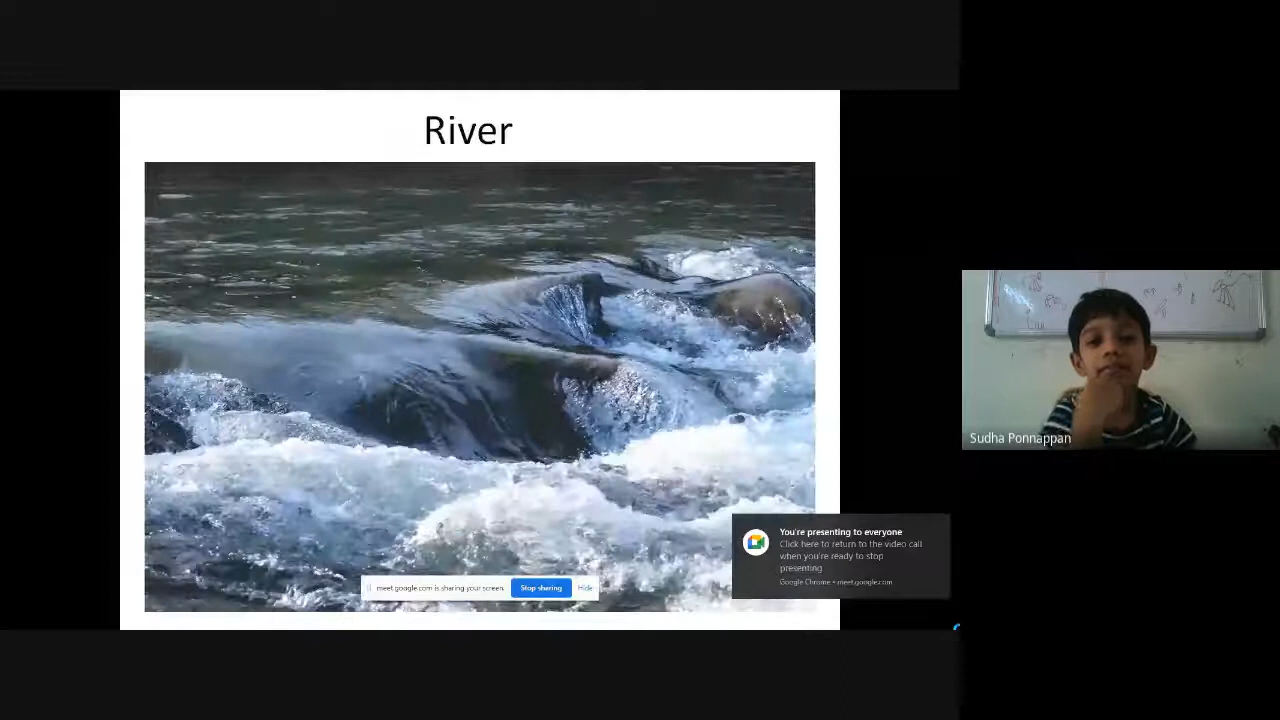 River
Sudha Ponnappan
You're presenting to everyone
Click here to return to the video call
when you're ready to stop
presenting
Google Chrome • meet.google.com
meet.google.com is sharing your screen.
Stop sharing
Hide